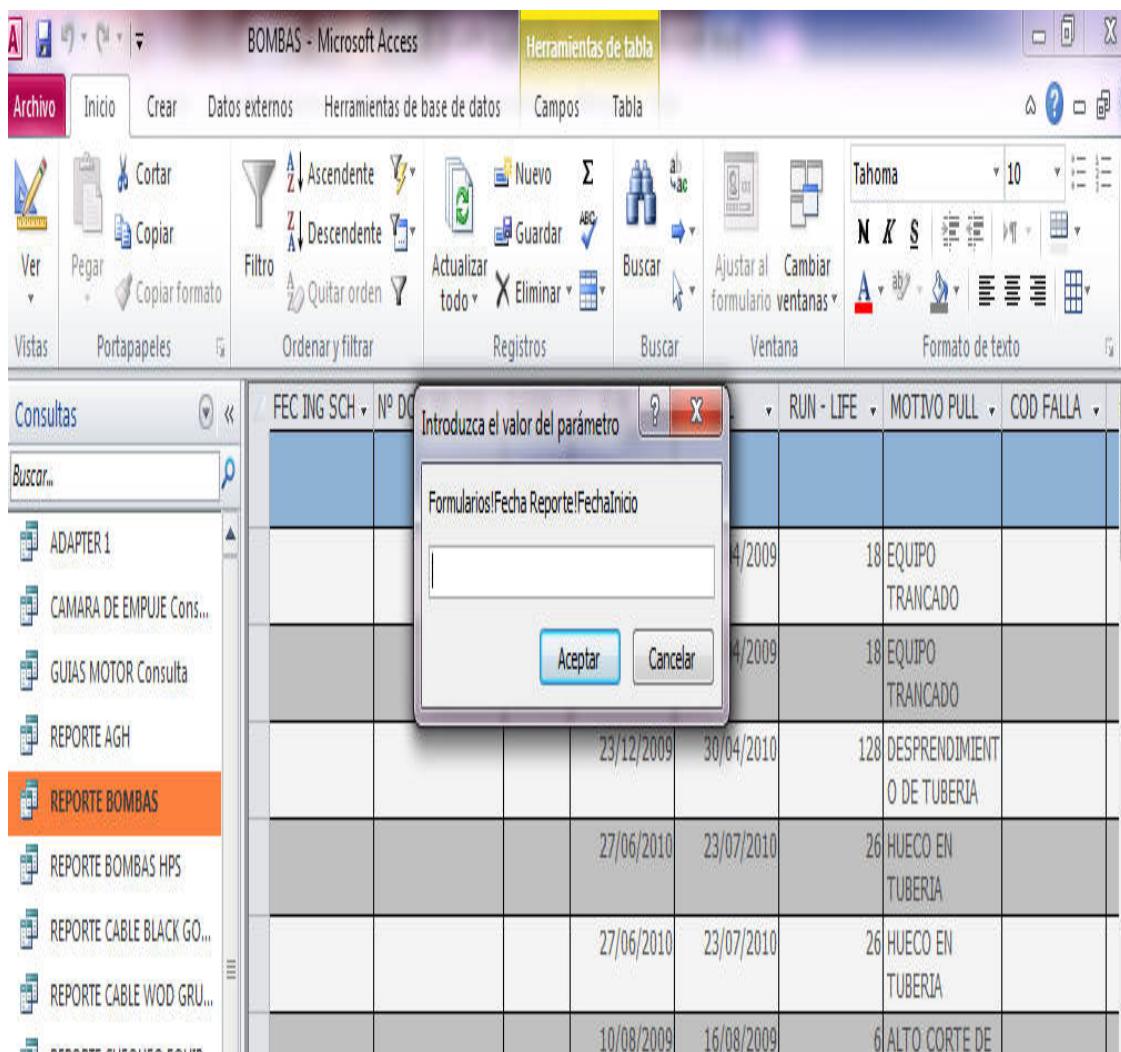 BOMBAS - Microsoft Access
Herramientas de tabla
Archivo Inicio Crear Datos externos Herramientas de base de datos Campos Tabla
Ver
Pegar
Cortar
Copiar
Copiar formato
Filtro
Ascendente
Descendente
Quitar orden
Actualizar todo
Nuevo
Guardar
Eliminar
Buscar
Ajustar al formulario
Cambiar ventanas
Tahoma 10
N K S
Vistas Portapapeles Ordenar y filtrar Registros Buscar Ventana Formato de texto
Consultas
Buscar...
ADAPTER 1
CAMARA DE EMPUJE Cons...
GUIAS MOTOR Consulta
REPORTE AGH
REPORTE BOMBAS
REPORTE BOMBAS HPS
REPORTE CABLE BLACK GO...
REPORTE CABLE WOD GRU...
FEC ING SCH Nº DO RUN - LIFE MOTIVO PULL COD FALLA
Introduzca el valor del parámetro
Formularios!Fecha Reporte!FechaInicio
Aceptar Cancelar
4/2009 18 EQUIPO
TRANCADO
4/2009 18 EQUIPO
TRANCADO
23/12/2009 30/04/2010 128 DESPRENDIMIENT
O DE TUBERIA
27/06/2010 23/07/2010 26 HUECO EN
TUBERIA
27/06/2010 23/07/2010 26 HUECO EN
TUBERIA
10/08/2009 16/08/2009 6 ALTO CORTE DE